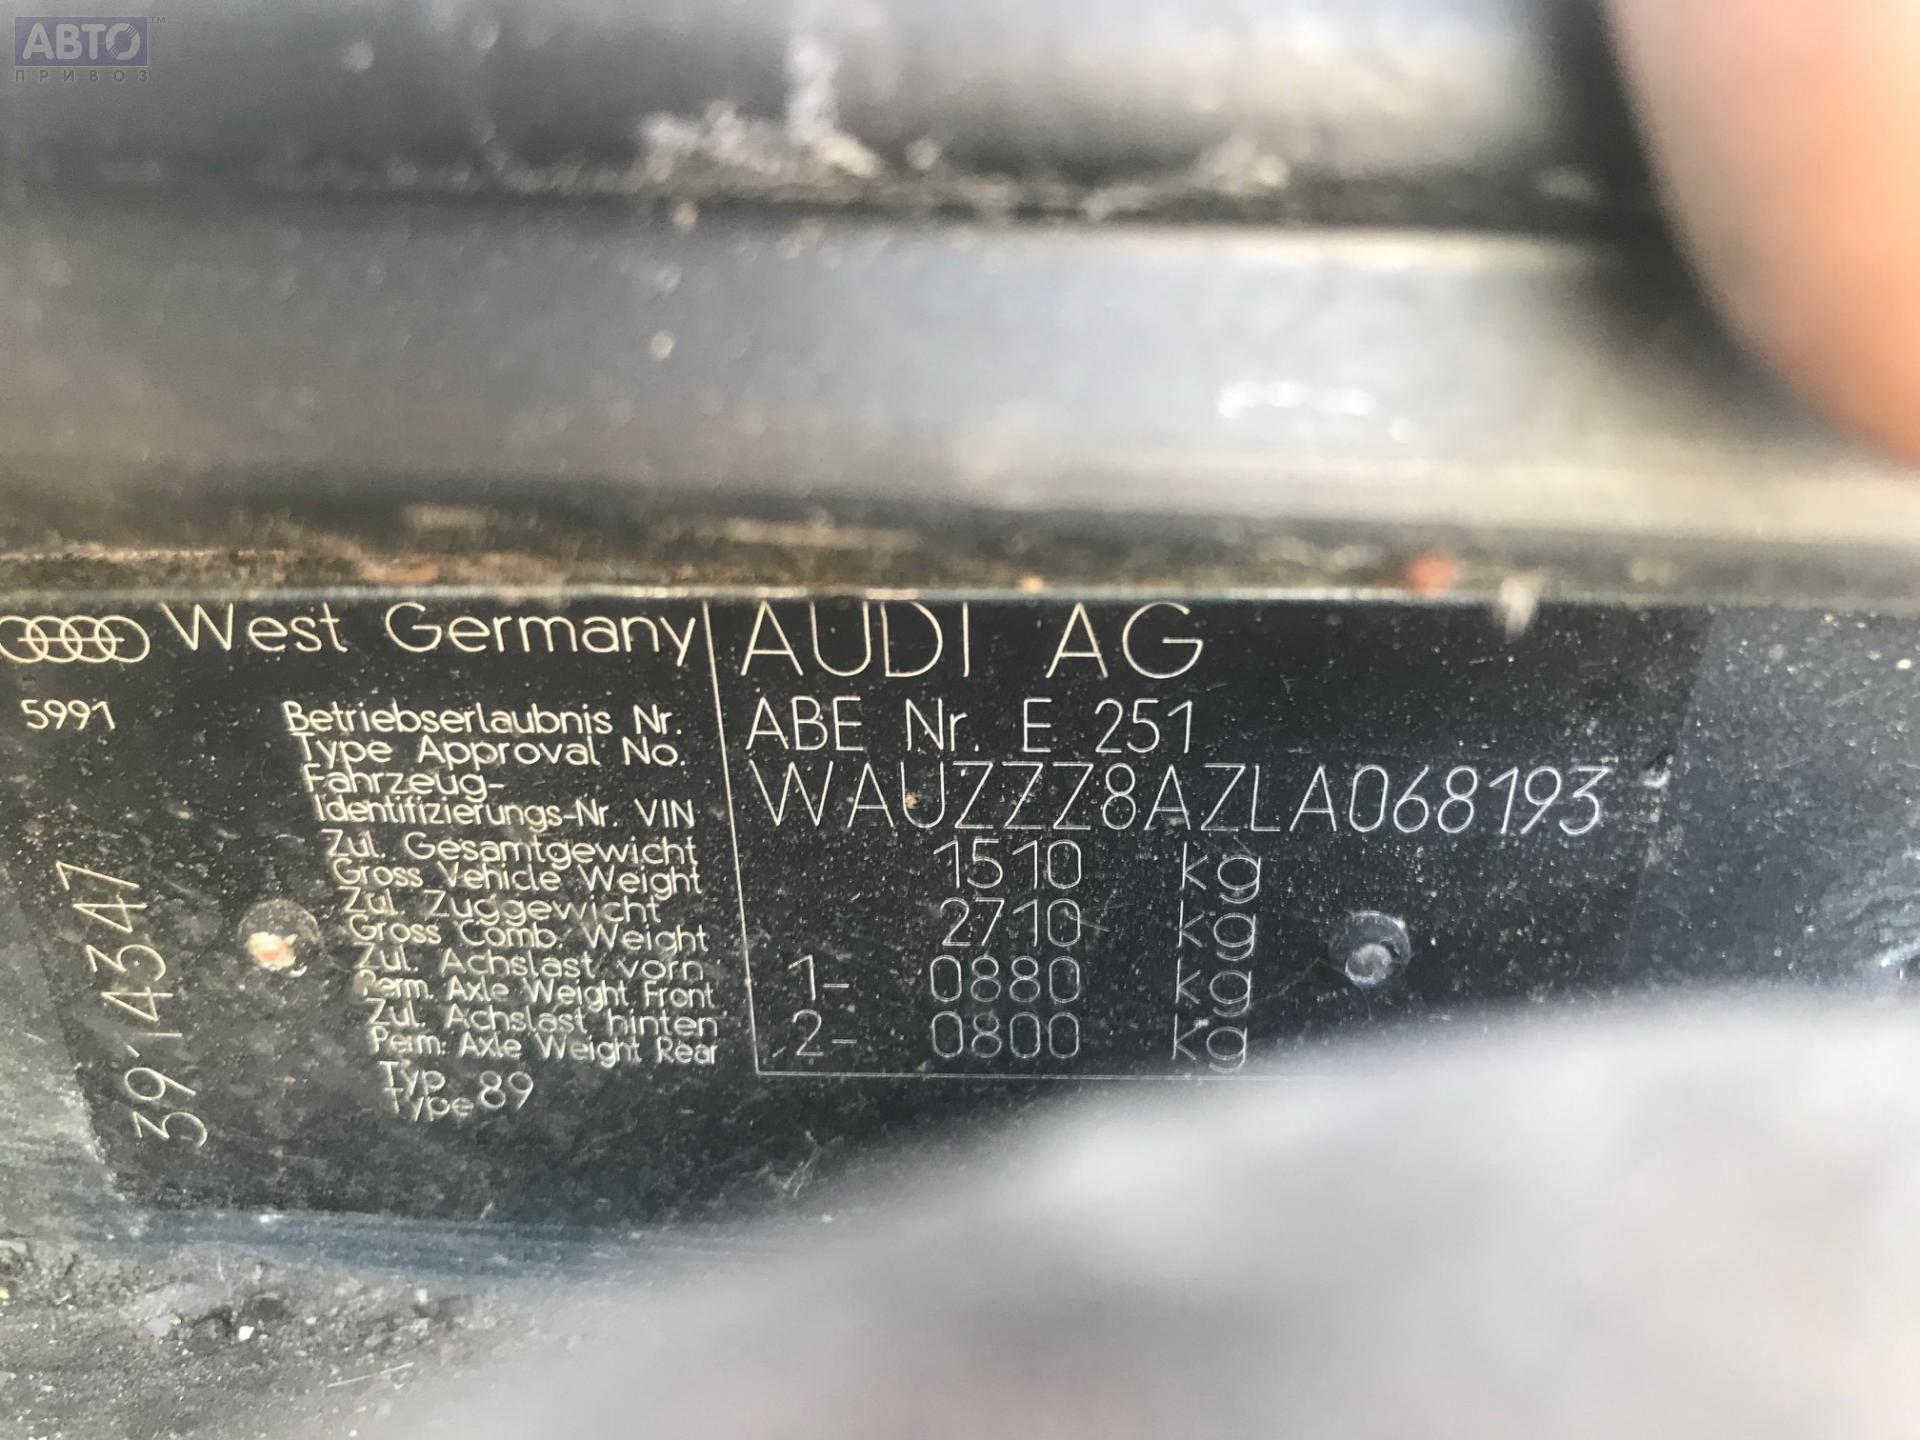 АВТО™
ПРИВОЗ
West Germany
AUDI AG
5991
Betriebserlaubnis Nr.
Type Approval No.
ABE Nr. E 251
Fahrzeug-
Identifizierungs-Nr. VIN
WAUZZZ8AZLA068193
Zul. Gesamtgewicht
Gross Vehicle Weight
1510 kg
Zul. Zuggewicht
Gross Comb. Weight
2710 kg
Zul. Achslast vorn
Perm. Axle Weight Front
1- 0880 kg
Zul. Achslast hinten
Perm. Axle Weight Rear
2- 0800 kg
Typ
Type 89
3914347